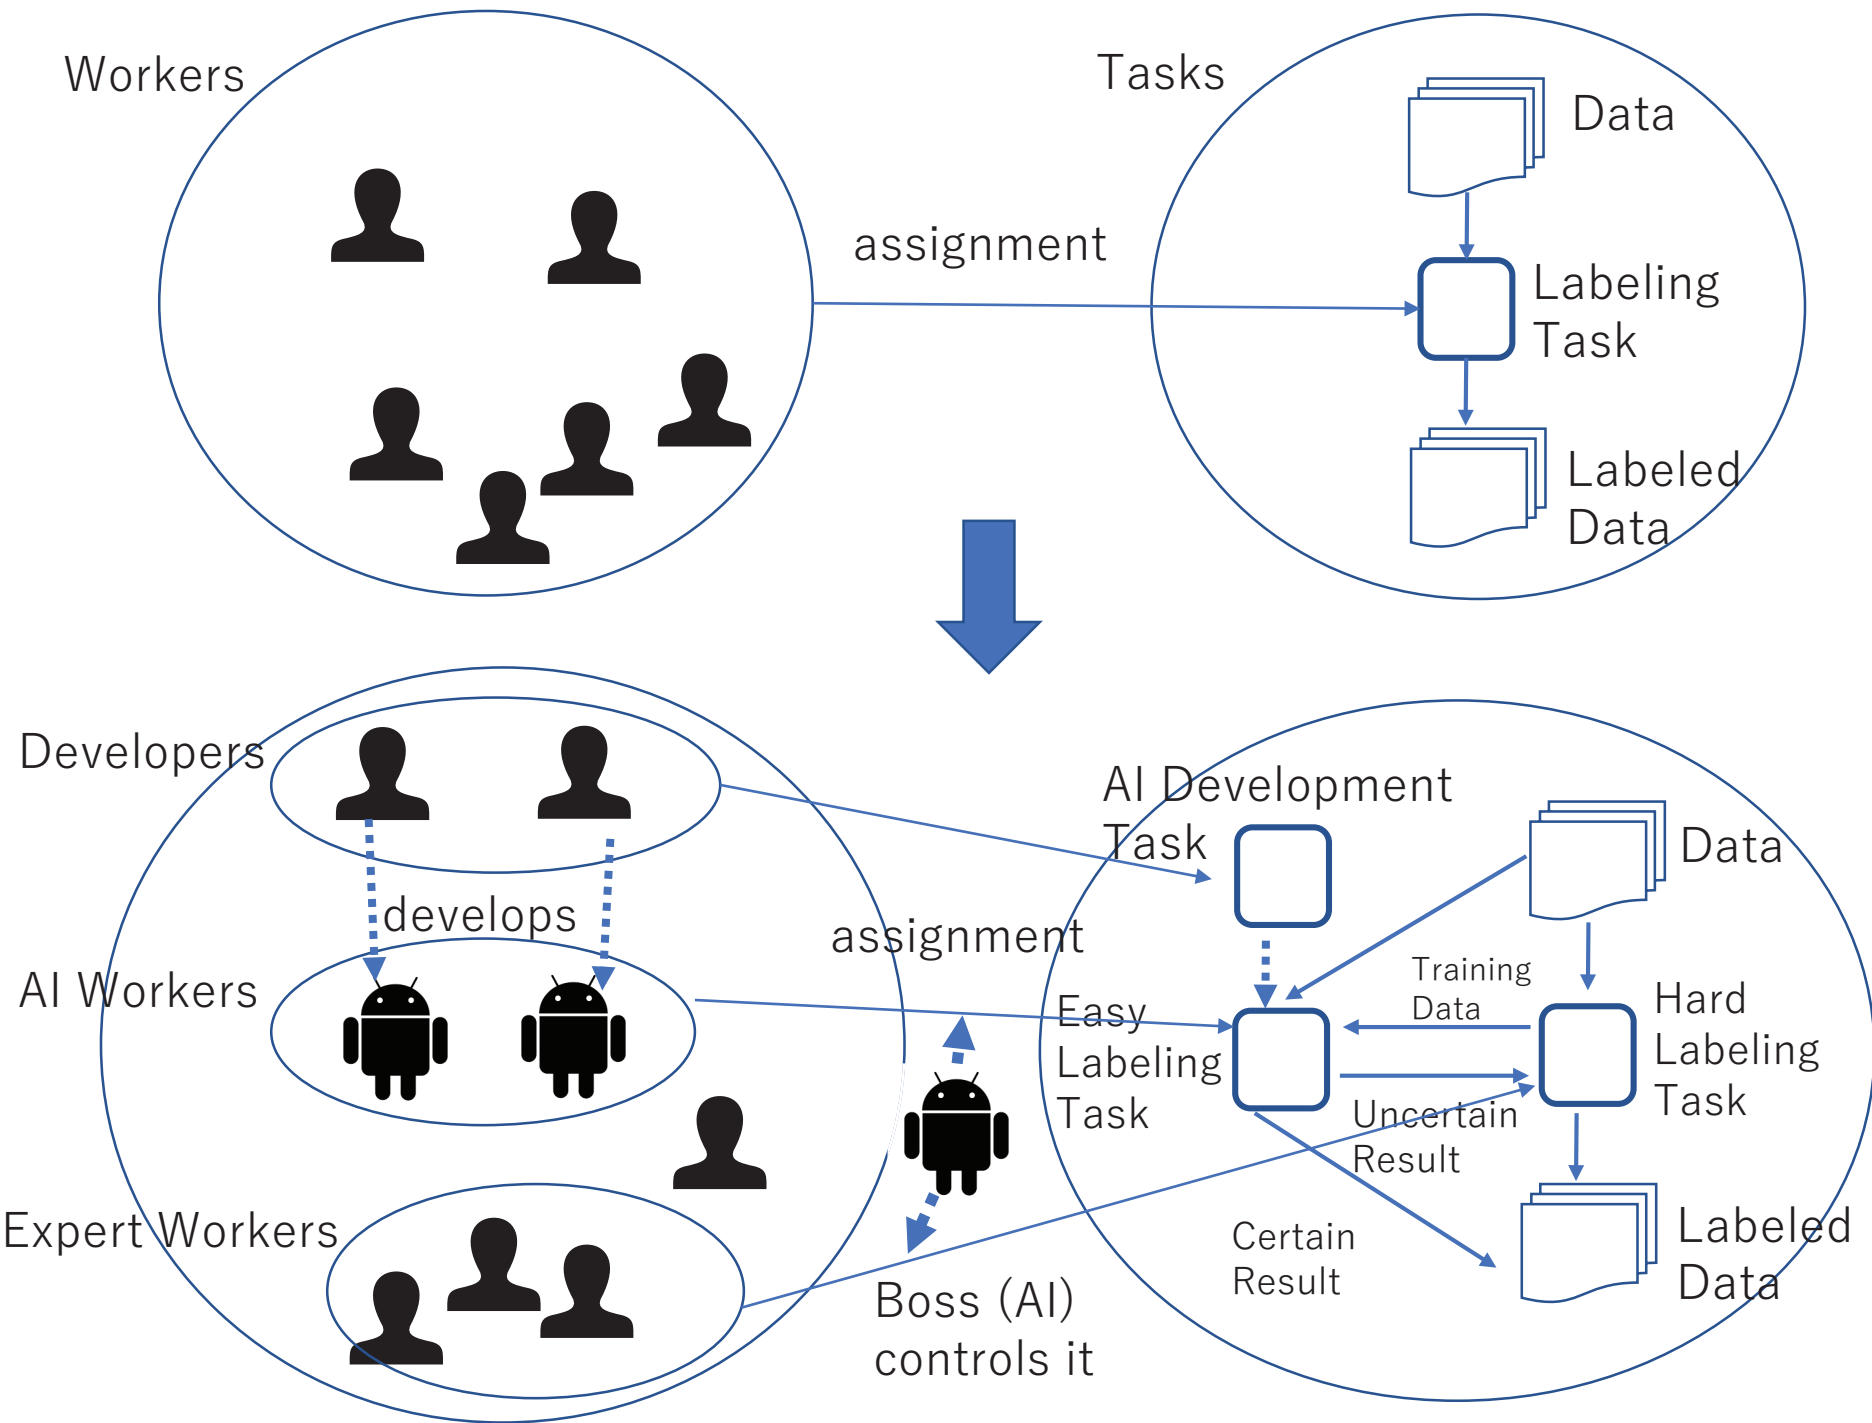 Workers
Tasks
Data
assignment
Labeling
Task
Labeled
Data
Developers
develops
AI Workers
Expert Workers
assignment
Boss (AI)
controls it
AI Development
Task
Data
Training
Data
Easy
Labeling
Task
Hard
Labeling
Task
Uncertain
Result
Certain
Result
Labeled
Data